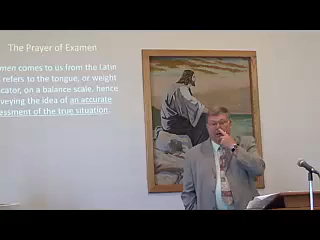 The Prayer of Examen
men comes to us from the Latin
refers to the tongue, or weight
cator, on a balance scale, hence
veying the idea of an accurate
essment of the true situation.